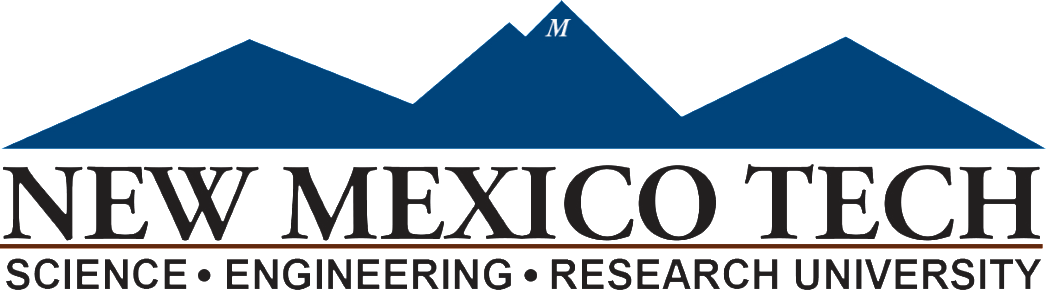 M
NEW MEXICO TECH
SCIENCE • ENGINEERING • RESEARCH UNIVERSITY